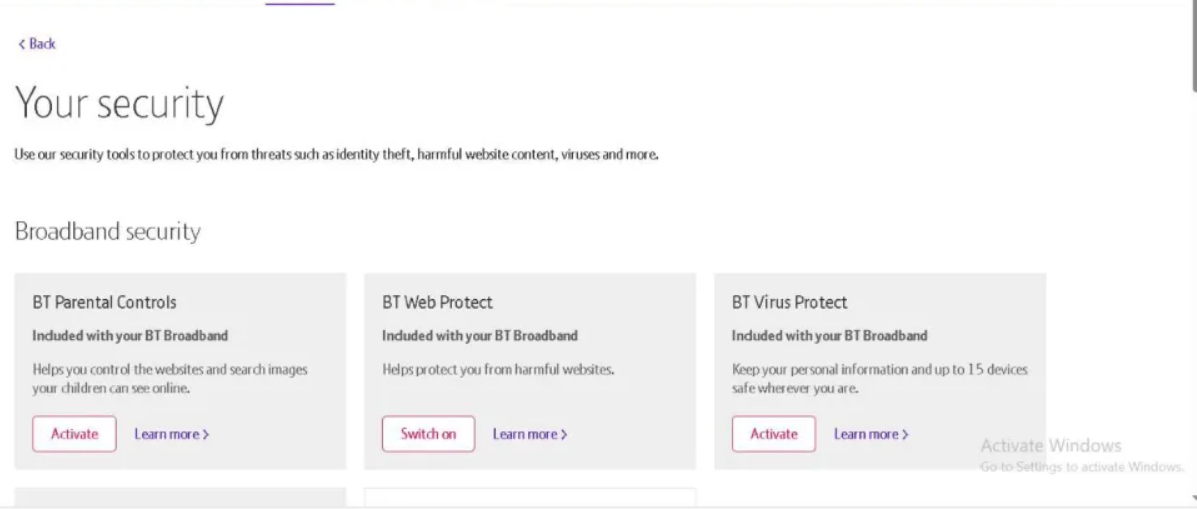 < Back
Your security
Use our security tools to protect you from threats such as identity theft, harmful website content, viruses and more.
Broadband security
BT Parental Controls
Included with your BT Broadband
Helps you control the websites and search images
your children can see online.
Activate Learn more >
BT Web Protect
Included with your BT Broadband
Helps protect you from harmful websites.
Switch on Learn more >
BT Virus Protect
Included with your BT Broadband
Keep your personal information and up to 15 devices
safe wherever you are.
Activate Learn more >
Activate Windows
Go to Settings to activate Windows.